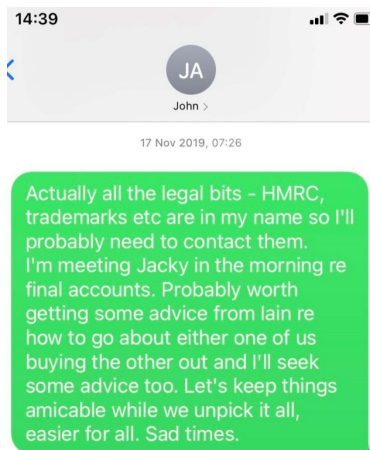 14:39
JA
John >
17 Nov 2019, 07:26
Actually all the legal bits - HMRC,
trademarks etc are in my name so I'll
probably need to contact them.
I'm meeting Jacky in the morning re
final accounts. Probably worth
getting some advice from Iain re
how to go about either one of us
buying the other out and I'll seek
some advice too. Let's keep things
amicable while we unpick it all,
easier for all. Sad times.